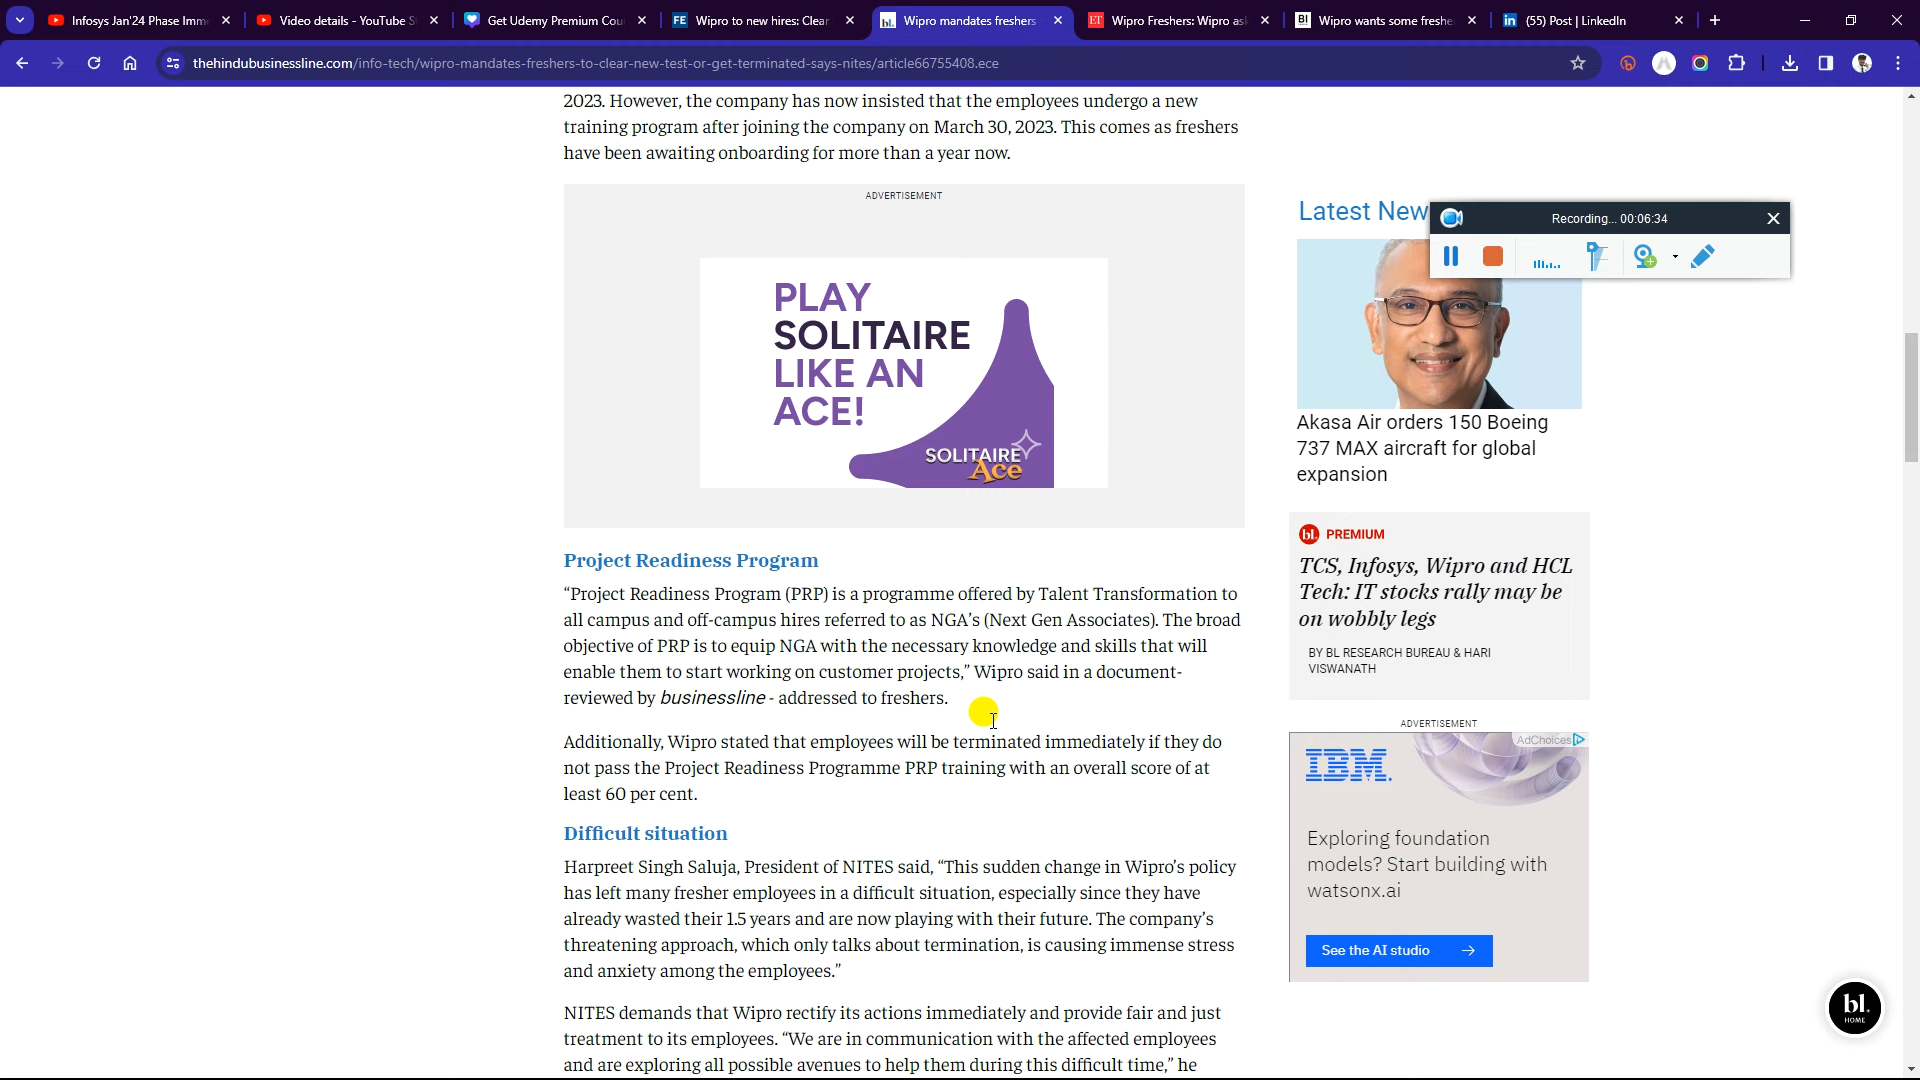 Infosys Jan'24 Phase Imm
Video details - YouTube S
Get Udemy Premium Cou
FE Wipro to new hires: Clear
bl. Wipro mandates freshers
ET Wipro Freshers: Wipro as
BI Wipro wants some freshe
in (55) Post | LinkedIn
thehindubusinessline.com/info-tech/wipro-mandates-freshers-to-clear-new-test-or-get-terminated-says-nites/article66755408.ece
2023. However, the company has now insisted that the employees undergo a new
training program after joining the company on March 30, 2023. This comes as freshers
have been awaiting onboarding for more than a year now.
ADVERTISEMENT
PLAY
SOLITAIRE
LIKE AN
ACE!
SOLITAIRE
Ace
Project Readiness Program
“Project Readiness Program (PRP) is a programme offered by Talent Transformation to
all campus and off-campus hires referred to as NGA’s (Next Gen Associates). The broad
objective of PRP is to equip NGA with the necessary knowledge and skills that will
enable them to start working on customer projects,” Wipro said in a document-
reviewed by businessline - addressed to freshers.
Additionally, Wipro stated that employees will be terminated immediately if they do
not pass the Project Readiness Programme PRP training with an overall score of at
least 60 per cent.
Difficult situation
Harpreet Singh Saluja, President of NITES said, “This sudden change in Wipro’s policy
has left many fresher employees in a difficult situation, especially since they have
already wasted their 1.5 years and are now playing with their future. The company’s
threatening approach, which only talks about termination, is causing immense stress
and anxiety among the employees.”
NITES demands that Wipro rectify its actions immediately and provide fair and just
treatment to its employees. “We are in communication with the affected employees
and are exploring all possible avenues to help them during this difficult time,” he
Latest New
Recording... 00:06:34
Akasa Air orders 150 Boeing
737 MAX aircraft for global
expansion
bl. PREMIUM
TCS, Infosys, Wipro and HCL
Tech: IT stocks rally may be
on wobbly legs
BY BL RESEARCH BUREAU & HARI
VISWANATH
ADVERTISEMENT
AdChoices
IBM.
Exploring foundation
models? Start building with
watsonx.ai
See the AI studio
bl.
HOME